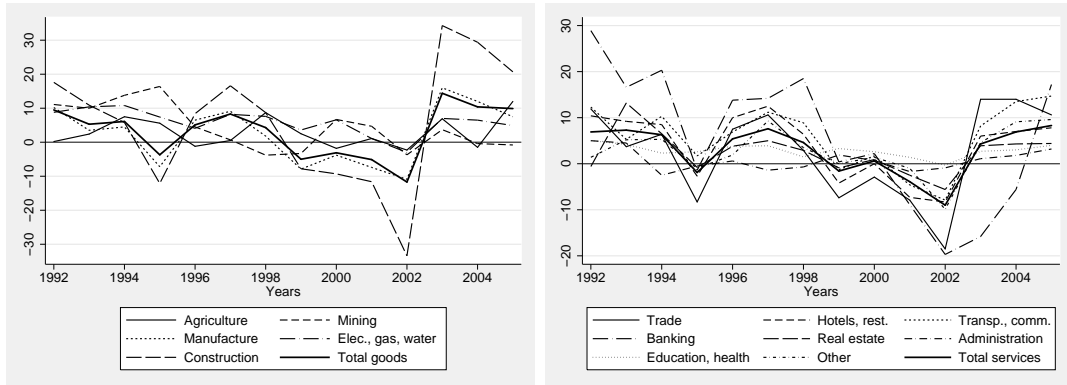 30
20
10
0
−10
−20
−30
1992 1994 1996 1998 2000 2002 2004
Years
Agriculture Mining
Manufacture Elec., gas, water
Construction Total goods
30
20
10
0
−10
−20
1992 1994 1996 1998 2000 2002 2004
Years
Trade Hotels, rest. Transp., comm.
Banking Real estate Administration
Education, health Other Total services